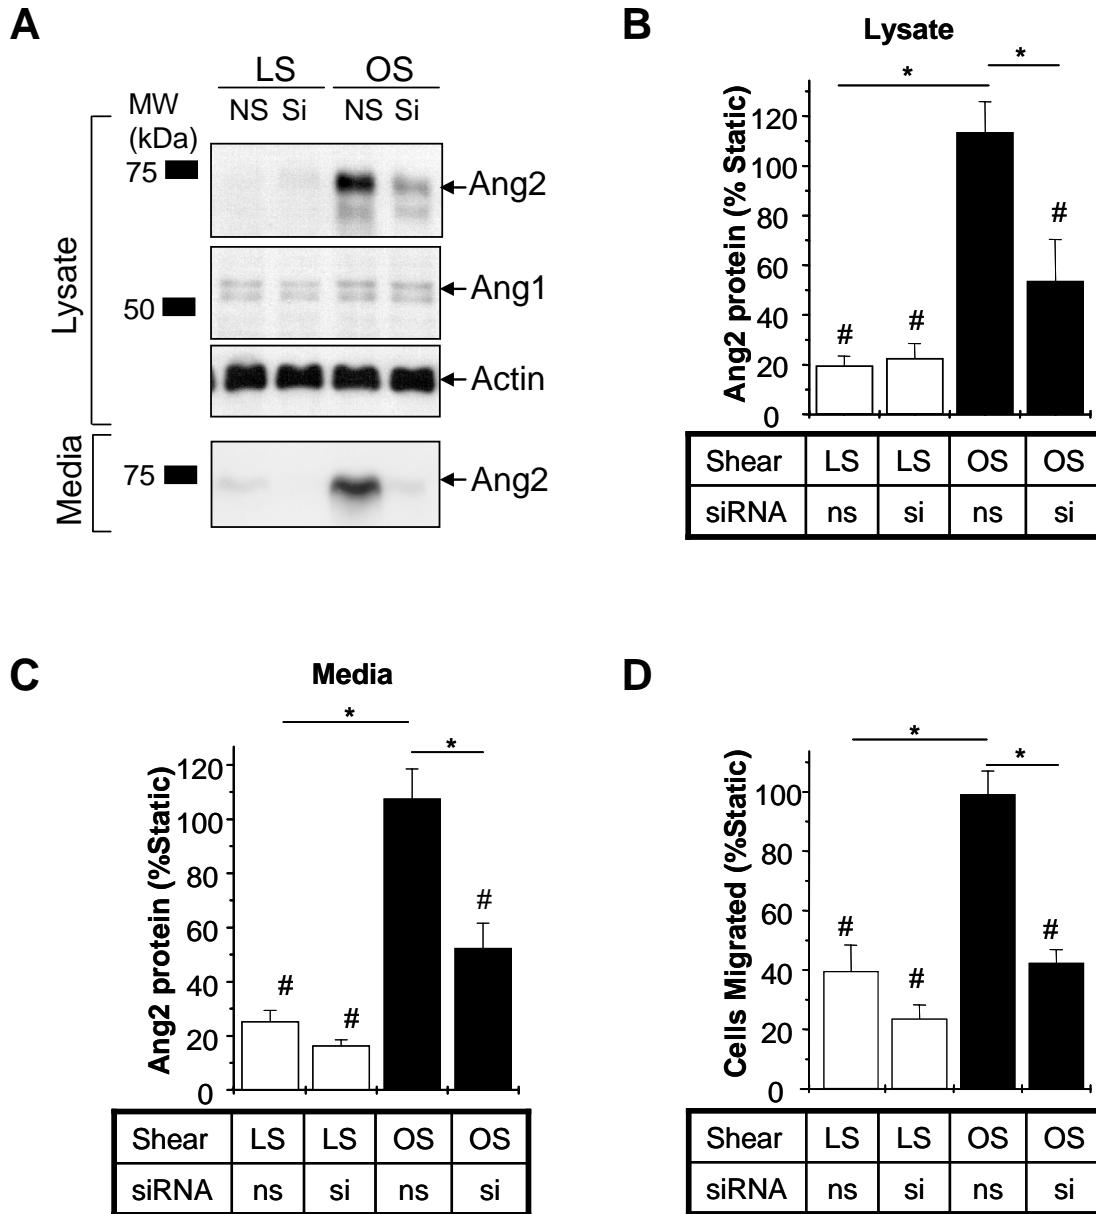 A
LS OS
NS Si NS Si
MW
(kDa)
75
Ang2
Ang1
50
Actin
Lysate
75
Ang2
Media
B
Lysate
*
*
Ang2 protein (% Static)
120
100
80
60
40
20
0
# # #
Shear LS LS OS OS
siRNA ns si ns si
C
Media
*
*
Ang2 protein (%Static)
120
100
80
60
40
20
0
# # #
Shear LS LS OS OS
siRNA ns si ns si
D
*
*
Cells Migrated (%Static)
100
80
60
40
20
0
# # #
Shear LS LS OS OS
siRNA ns si ns si